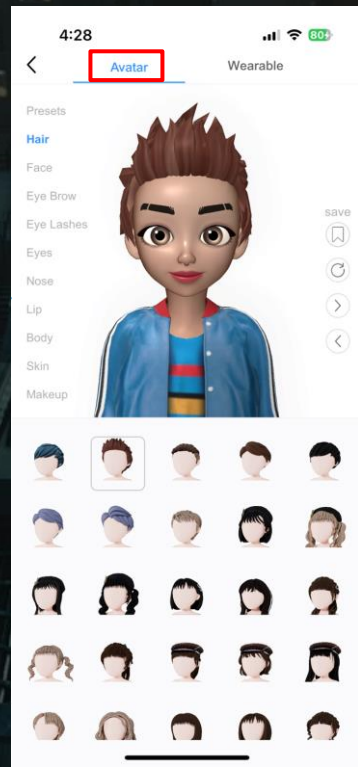 4:28
80
Avatar
Wearable
Presets
Hair
Face
Eye Brow
Eye Lashes
Eyes
Nose
Lip
Body
Skin
Makeup
save